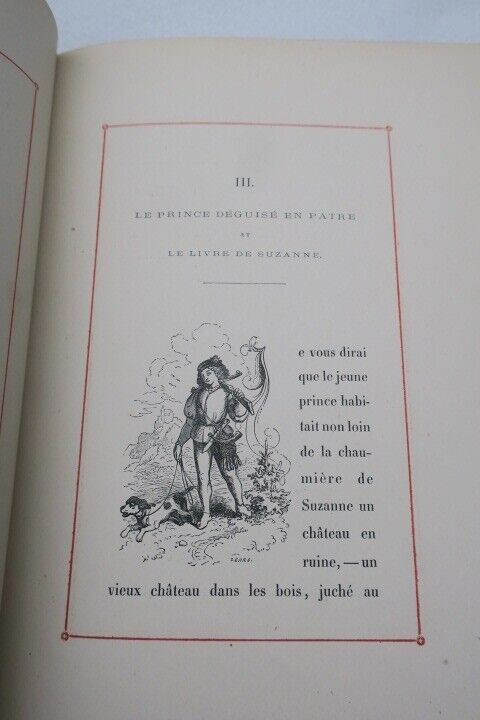 III.
LE PRINCE DÉGUISÉ EN PATRE
ET
LE LIVRE DE SUZANNE.
e vous dirai
que le jeune
prince habi-
tait non loin
de la chau-
mière de
Suzanne un
château en
ruine, — un
vieux château dans les bois, juché au